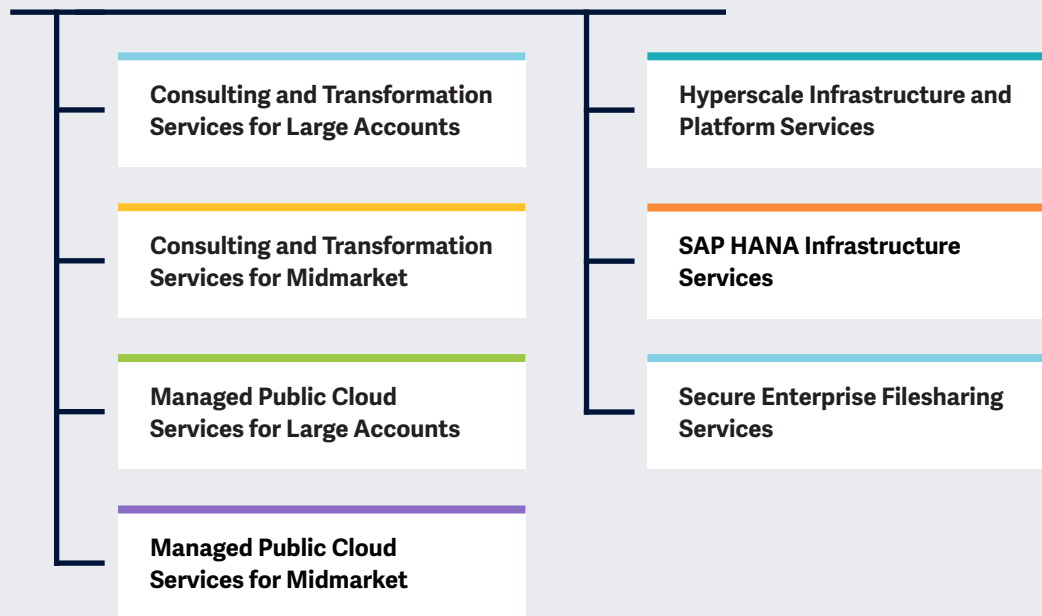 Consulting and Transformation
Services for Large Accounts
Consulting and Transformation
Services for Midmarket
Managed Public Cloud
Services for Large Accounts
Managed Public Cloud
Services for Midmarket
Hyperscale Infrastructure and
Platform Services
SAP HANA Infrastructure
Services
Secure Enterprise Filesharing
Services